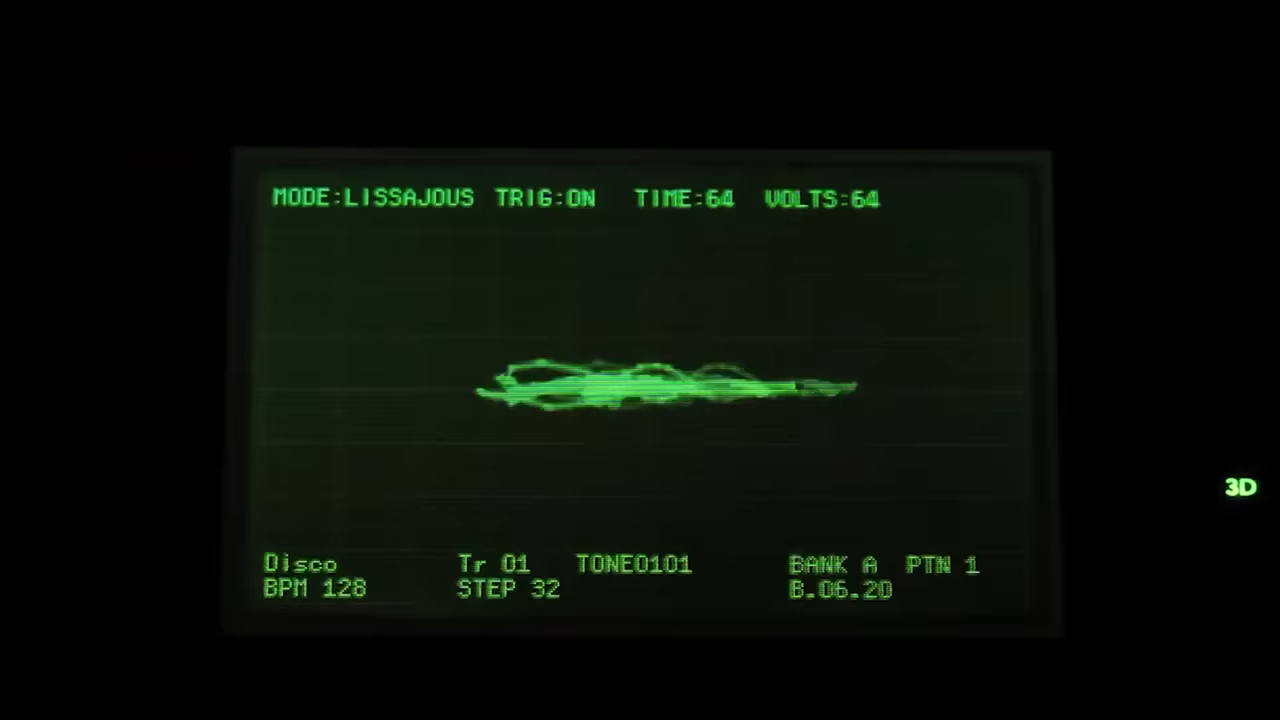 MODE:LISSAJOUS TRIG:ON TIME:64 VOLTS:64
3D
Disco Tr 01 TONE0101 BANK A PTN 1
BPM 128 STEP 32 B.06.20